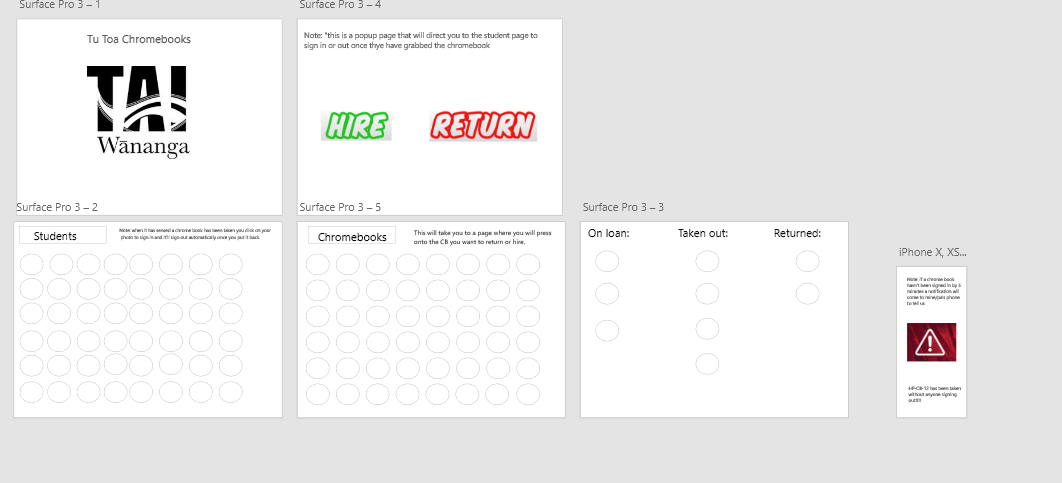 Surface Pro 3 – 1
Tu Toa Chromebooks
TAI
Wānanga
Surface Pro 3 – 4
Note: "this is a popup page that will direct you to the student page to
sign in or out once thye have grabbed the chromebook
HIRE
RETURN
Surface Pro 3 – 2
Students
Note: when it has sensed a chrome book has been taken you click on your
photo to sign in and it'll sign out automatically once you put it back
Surface Pro 3 – 5
Chromebooks
This will take you to a page where you will press
onto the CB you want to return or hire.
Surface Pro 3 – 3
On loan:
Taken out:
Returned:
iPhone X, XS...
Note: If a chrome book
hasn't been signed in by 5
minutes a notification will
come to mine/pals phone
to tell us
HP-CB-12 has been taken
without anyone signing
out!!!!